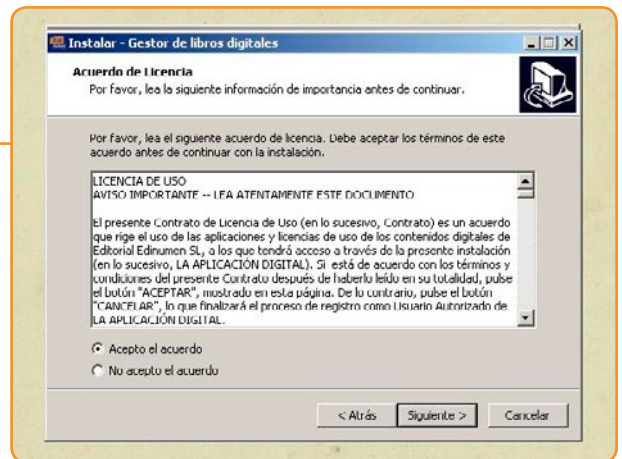 Instalar - Gestor de libros digitales
Acuerdo de Licencia
Por favor, lea la siguiente información de importancia antes de continuar.
Por favor, lea el siguiente acuerdo de licencia. Debe aceptar los términos de este
acuerdo antes de continuar con la instalación.
LICENCIA DE USO
AVISO IMPORTANTE -- LEA ATENTAMENTE ESTE DOCUMENTO
El presente Contrato de Licencia de Uso (en lo sucesivo, Contrato) es un acuerdo
que rige el uso de las aplicaciones y licencias de uso de los contenidos digitales de
Editorial Edinumen SL, a los que tendrá acceso a través de la presente instalación
(en lo sucesivo, LA APLICACIÓN DIGITAL). Si está de acuerdo con los términos y
condiciones del presente Contrato después de haberlo leído en su totalidad, pulse
el botón "ACEPTAR", mostrado en esta página. De lo contrario, pulse el botón
"CANCELAR", lo que finalizará el proceso de registro como Usuario Autorizado de
LA APLICACIÓN DIGITAL.
Acepto el acuerdo
No acepto el acuerdo
< Atrás Siguiente > Cancelar